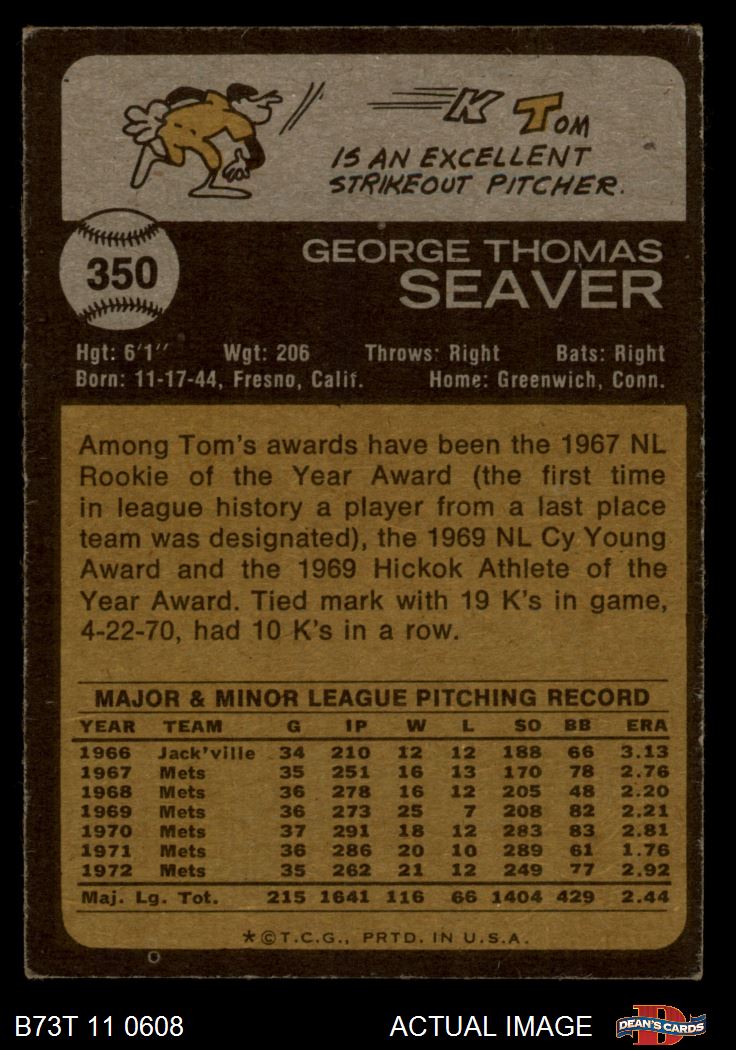 K TOM
IS AN EXCELLENT
STRIKEOUT PITCHER.
350
GEORGE THOMAS
SEAVER
Hgt: 6'1" Wgt: 206 Throws: Right Bats: Right
Born: 11-17-44, Fresno, Calif. Home: Greenwich, Conn.
Among Tom's awards have been the 1967 NL
Rookie of the Year Award (the first time
in league history a player from a last place
team was designated), the 1969 NL Cy Young
Award and the 1969 Hickok Athlete of the
Year Award. Tied mark with 19 K's in game,
4-22-70, had 10 K's in a row.
MAJOR & MINOR LEAGUE PITCHING RECORD
YEAR TEAM G IP W L SO BB ERA
1966 Jack'ville 34 210 12 12 188 66 3.13
1967 Mets 35 251 16 13 170 78 2.76
1968 Mets 36 278 16 12 205 48 2.20
1969 Mets 36 273 25 7 208 82 2.21
1970 Mets 37 291 18 12 283 83 2.81
1971 Mets 36 286 20 10 289 61 1.76
1972 Mets 35 262 21 12 249 77 2.92
Maj. Lg. Tot. 215 1641 116 66 1404 429 2.44
*©T.C.G., PRTD. IN U.S.A.
B73T 11 0608 ACTUAL IMAGE D DEAN'S CARDS